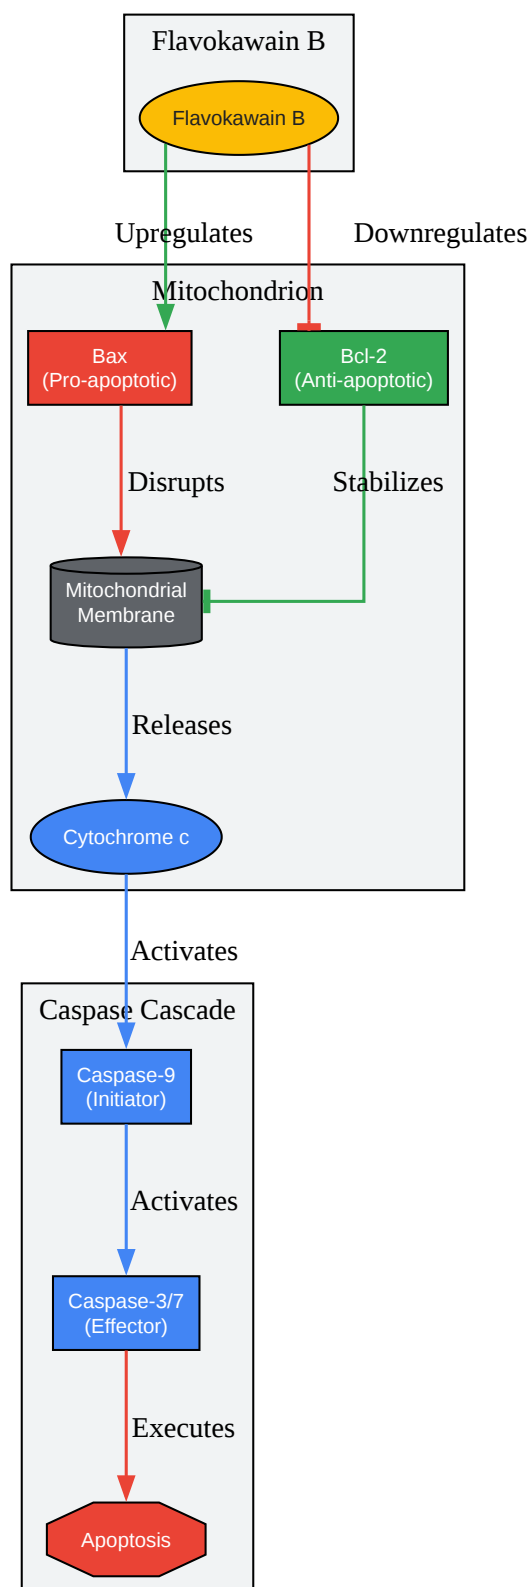 Flavokawain B
Flavokawain B
Upregulates
Downregulates
Mitochondrion
Bax
(Pro-apoptotic)
Bcl-2
(Anti-apoptotic)
Disrupts
Stabilizes
Mitochondrial
Membrane
Releases
Cytochrome c
Activates
Caspase Cascade
Caspase-9
(Initiator)
Activates
Caspase-3/7
(Effector)
Executes
Apoptosis